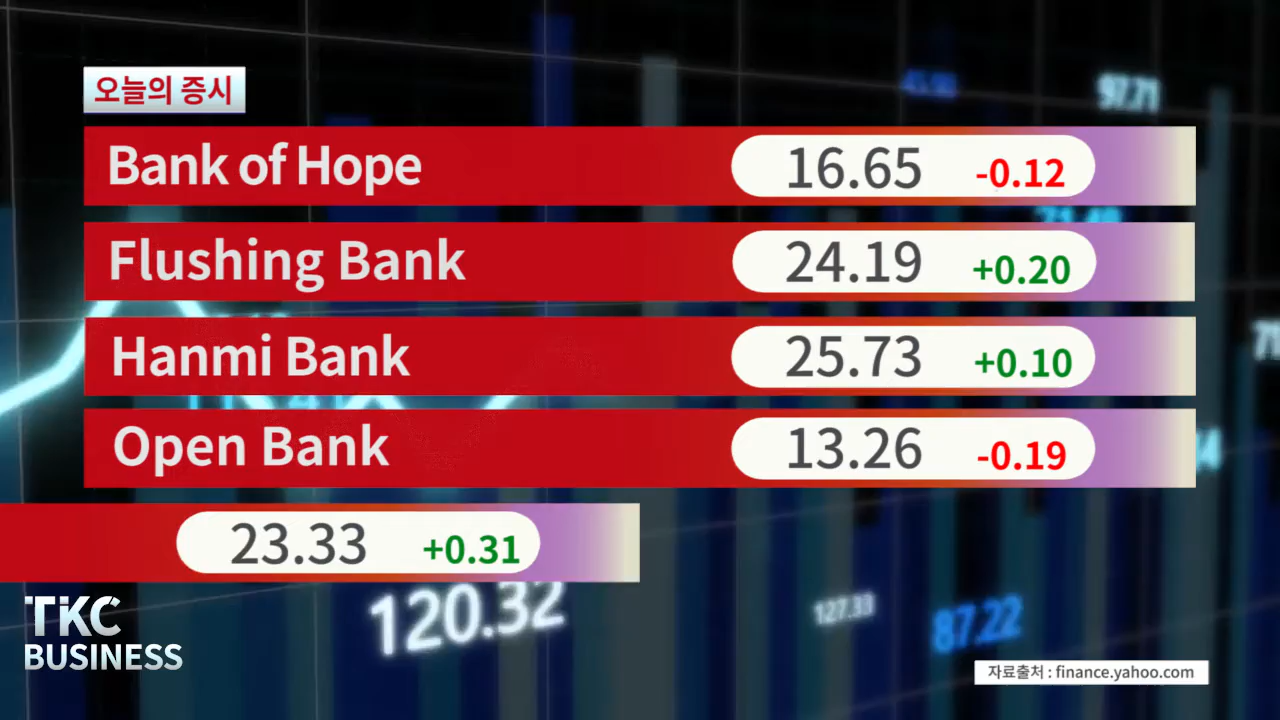 오늘의 증시
Bank of Hope 16.65 -0.12
Flushing Bank 24.19 +0.20
Hanmi Bank 25.73 +0.10
Open Bank 13.26 -0.19
23.33 +0.31
TKC
BUSINESS
자료출처 : finance.yahoo.com
97.71
120.32
127.33
87.22